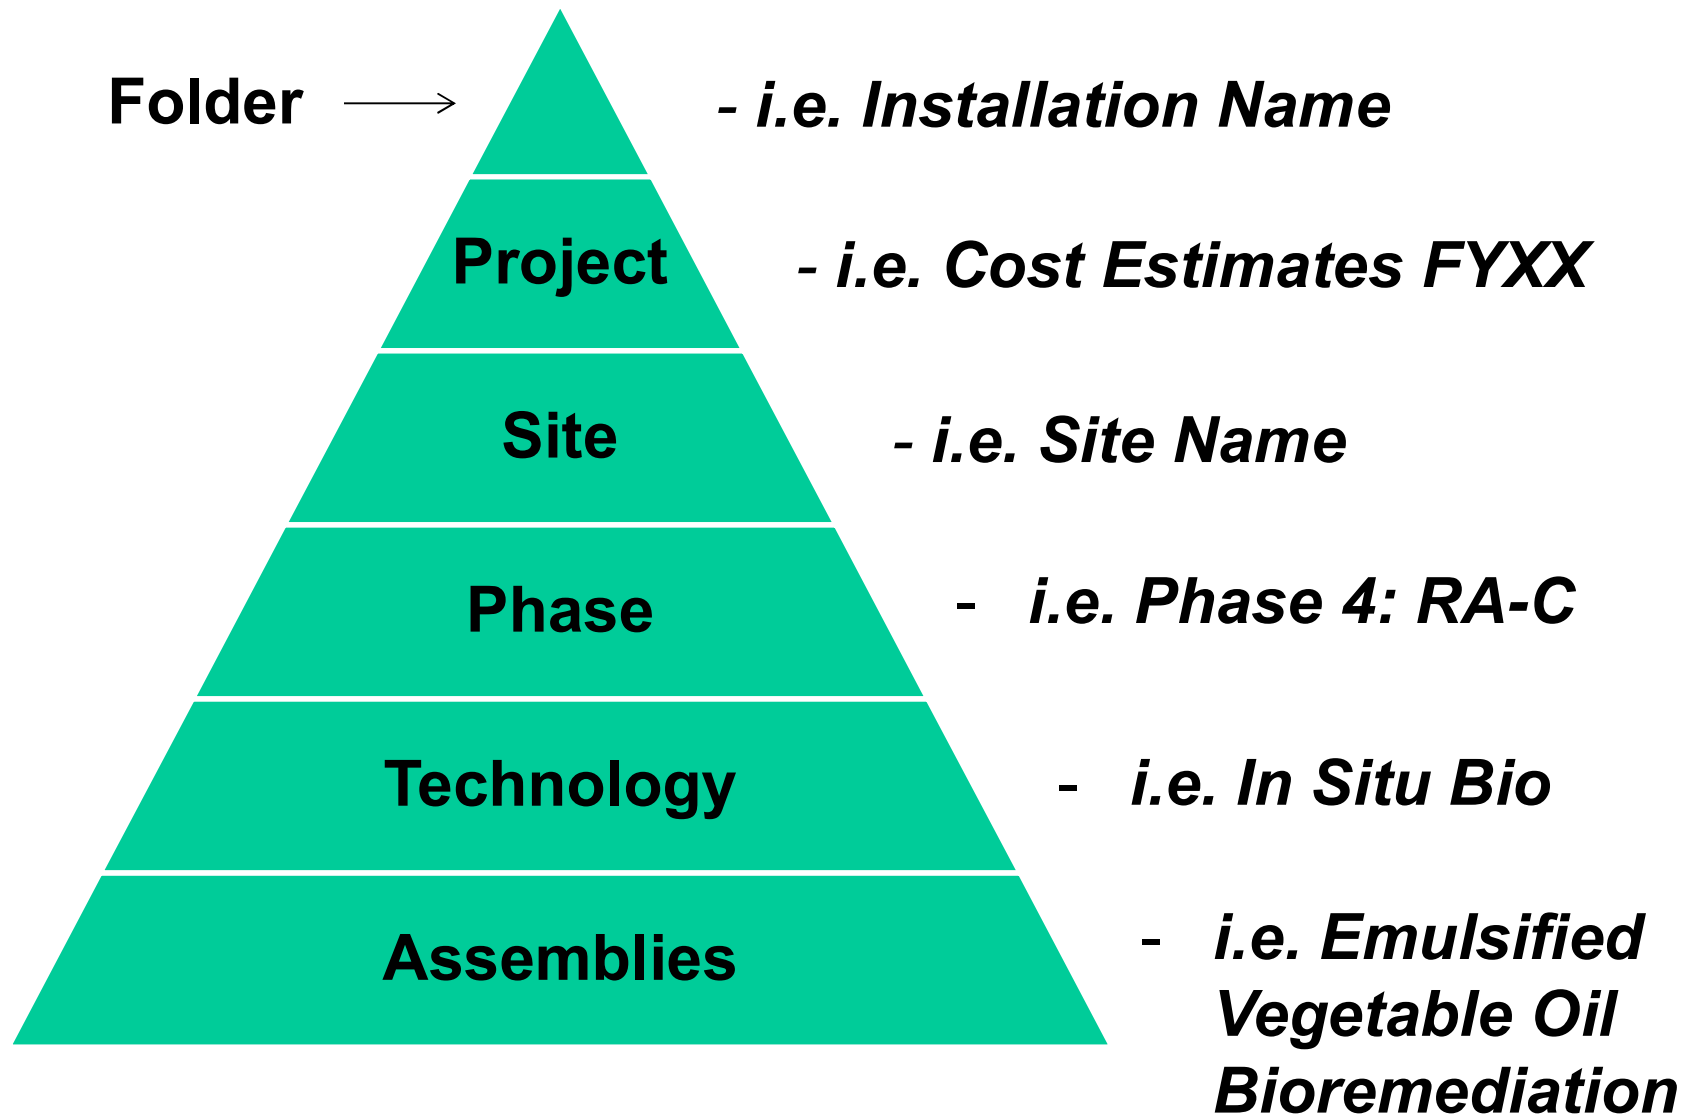 Folder
- i.e. Installation Name
Project
- i.e. Cost Estimates FYXX
Site
- i.e. Site Name
Phase
- i.e. Phase 4: RA-C
Technology
- i.e. In Situ Bio
Assemblies
- i.e. Emulsified
Vegetable Oil
Bioremediation